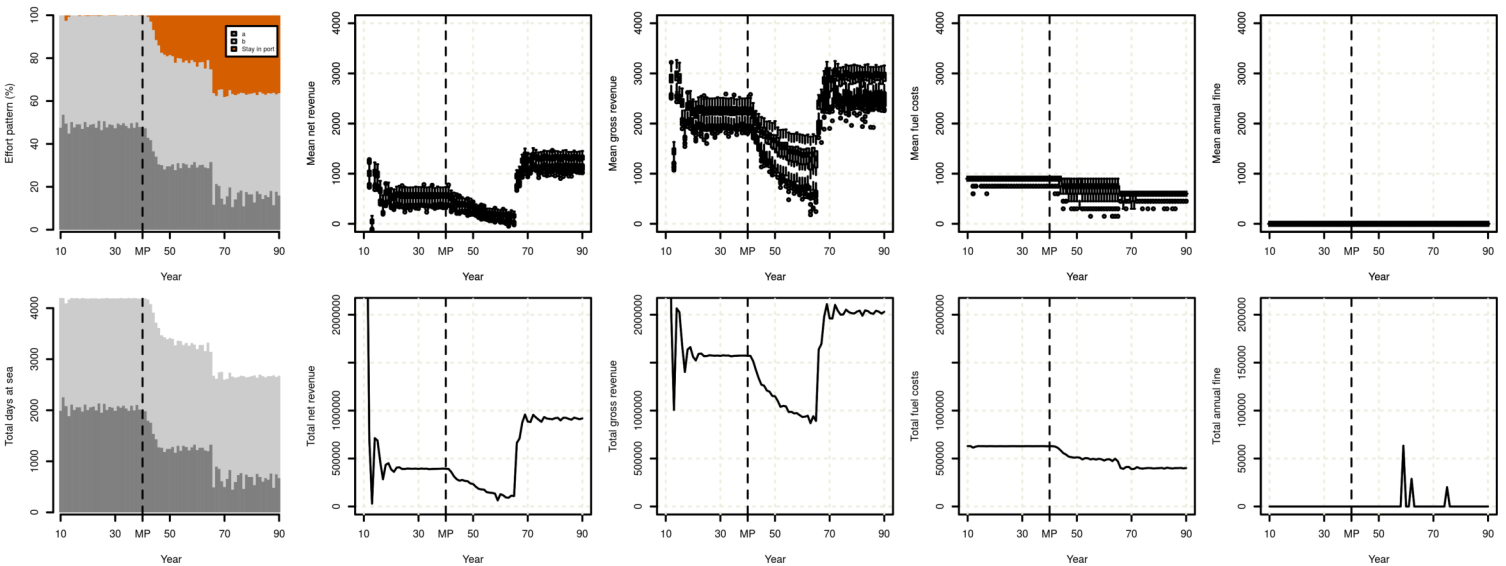 Effort pattern (%)
100
80
60
40
20
0
a
b
Stay in port
10 30 MP 50 70 90
Year
Mean net revenue
4000
3000
2000
1000
0
10 30 MP 50 70 90
Year
Mean gross revenue
4000
3000
2000
1000
0
10 30 MP 50 70 90
Year
Mean fuel costs
4000
3000
2000
1000
0
10 30 MP 50 70 90
Year
Mean annual fine
4000
3000
2000
1000
0
10 30 MP 50 70 90
Year
Total days at sea
4000
3000
2000
1000
0
10 30 MP 50 70 90
Year
Total net revenue
2000000
1000000
500000
0
10 30 MP 50 70 90
Year
Total gross revenue
2000000
1000000
500000
0
10 30 MP 50 70 90
Year
Total fuel costs
2000000
1000000
500000
0
10 30 MP 50 70 90
Year
Total annual fine
200000
150000
100000
50000
0
10 30 MP 50 70 90
Year